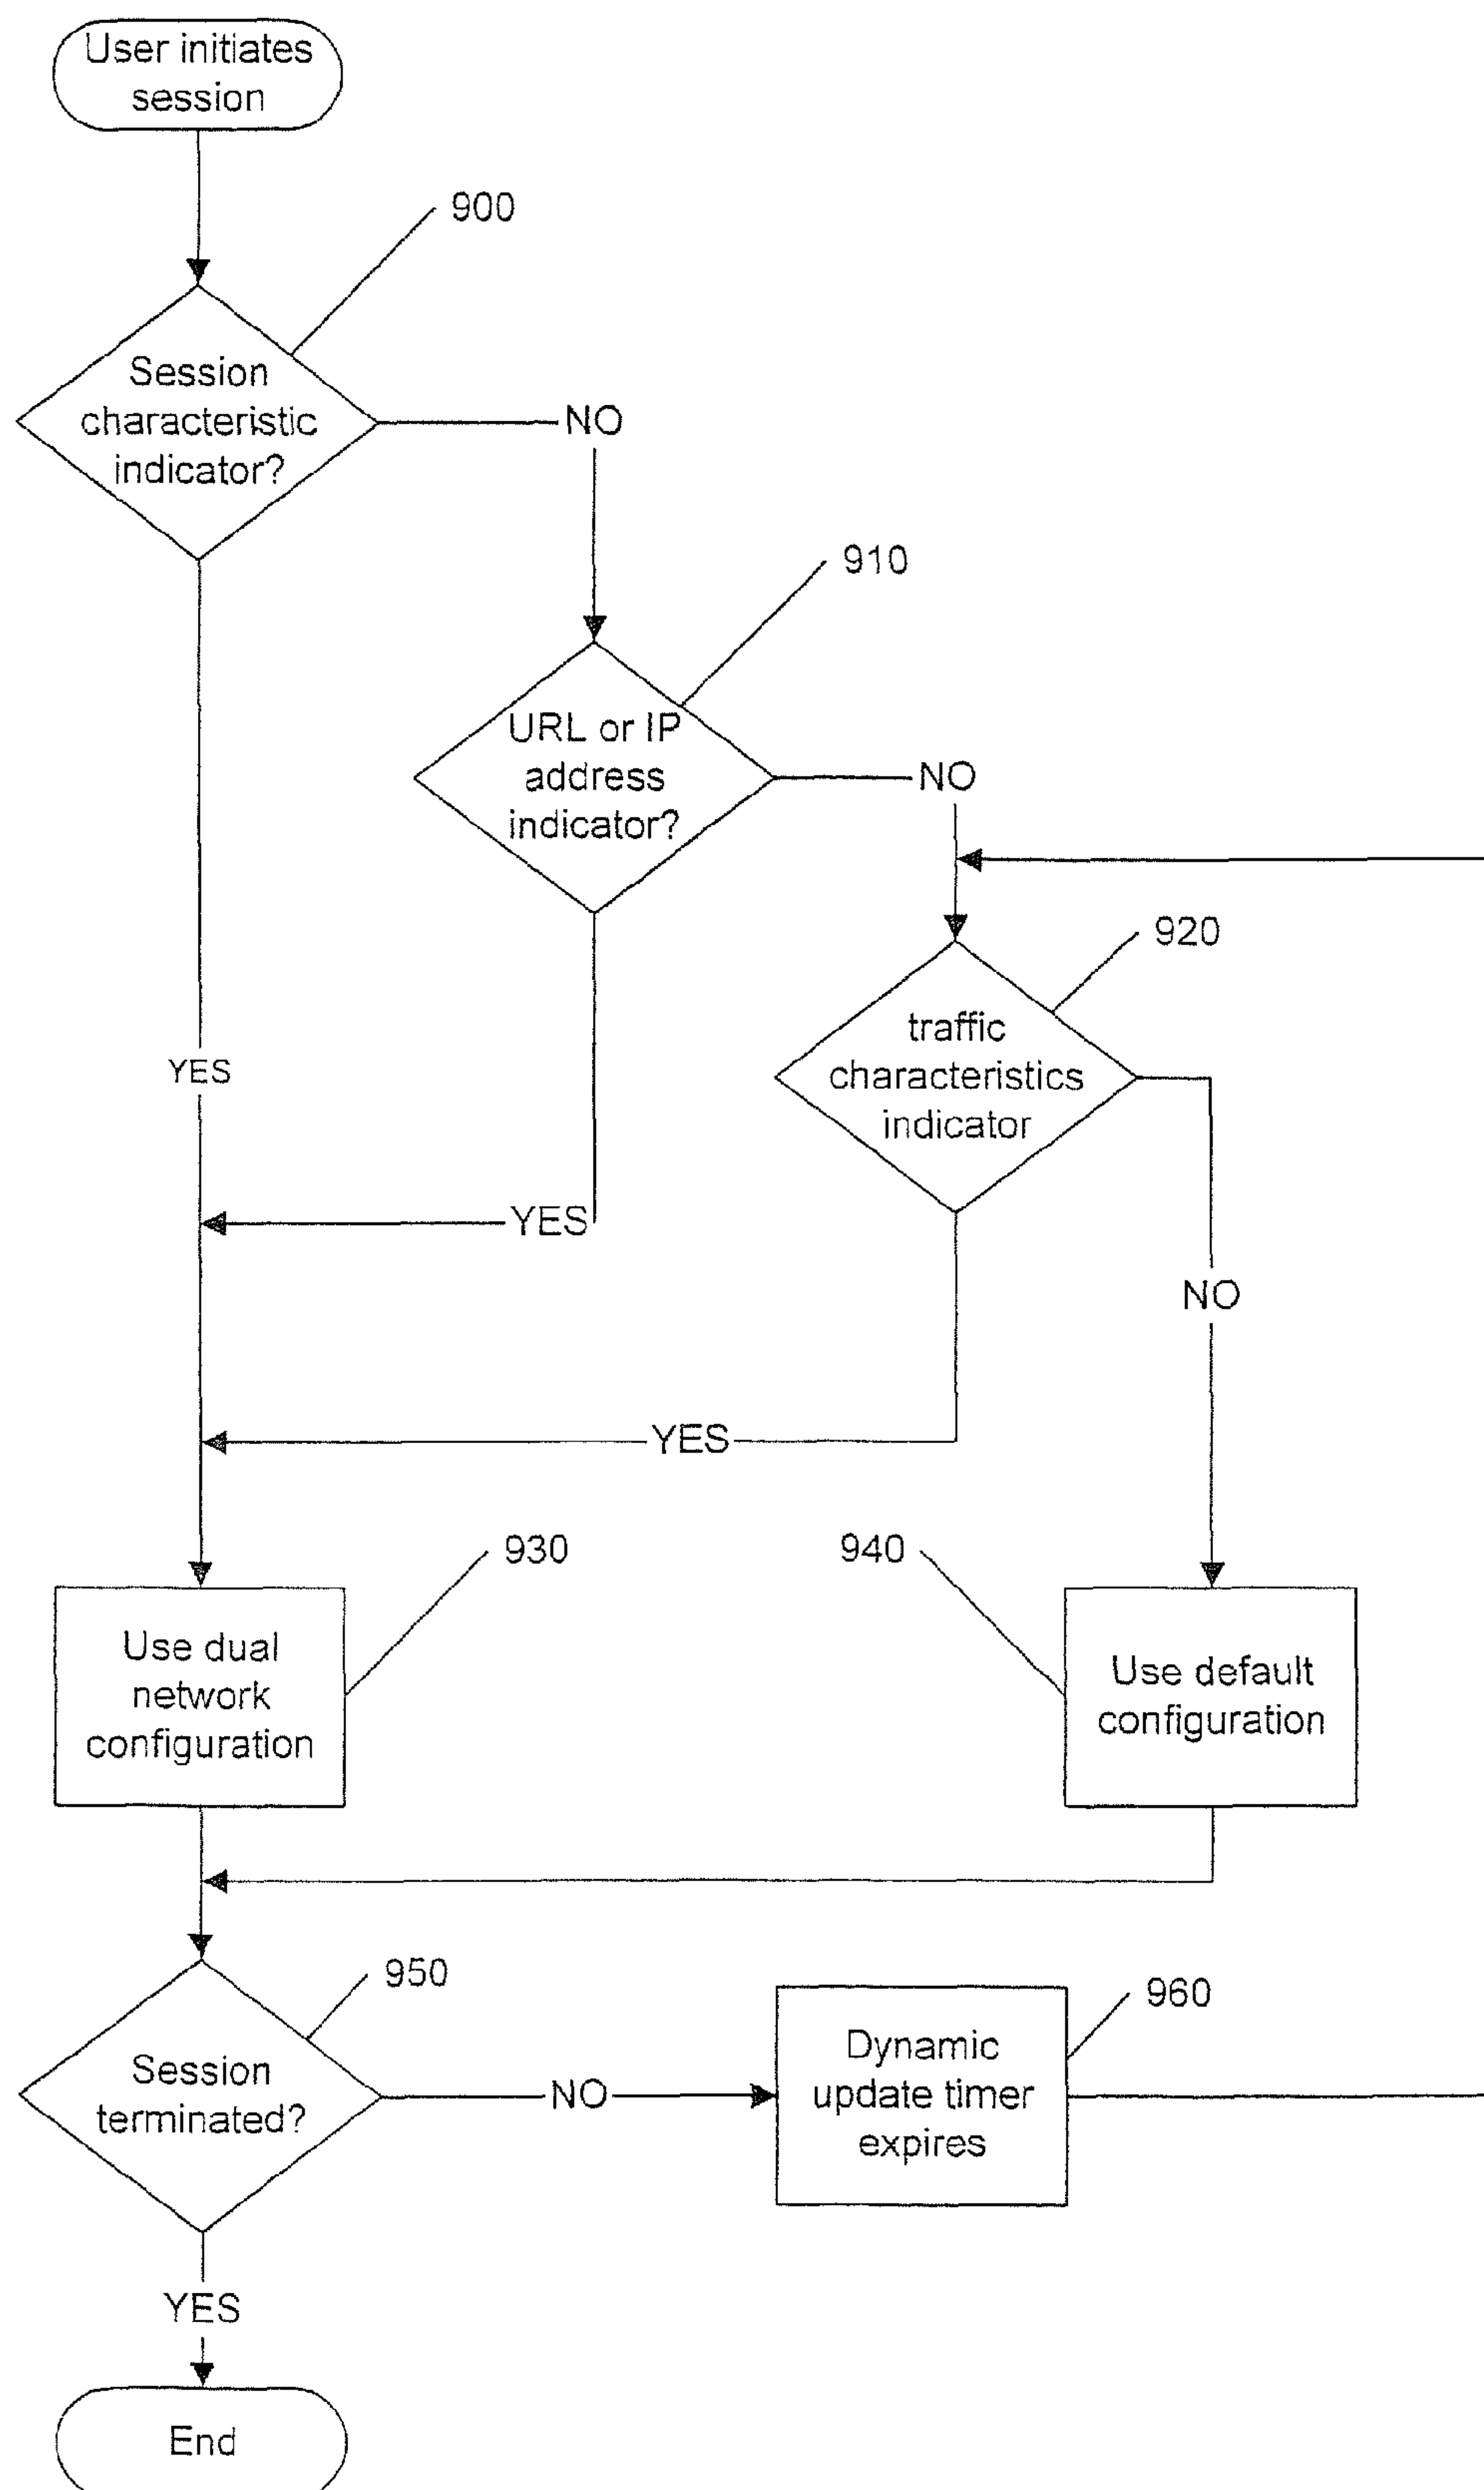 User initiates
session
900
Session
characteristic
indicator?
NO
910
URL or IP
address
indicator?
NO
920
traffic
characteristics
indicator
YES
YES
NO
YES
930
940
Use dual
network
configuration
Use default
configuration
950
960
Session
terminated?
NO
Dynamic
update timer
expires
YES
End